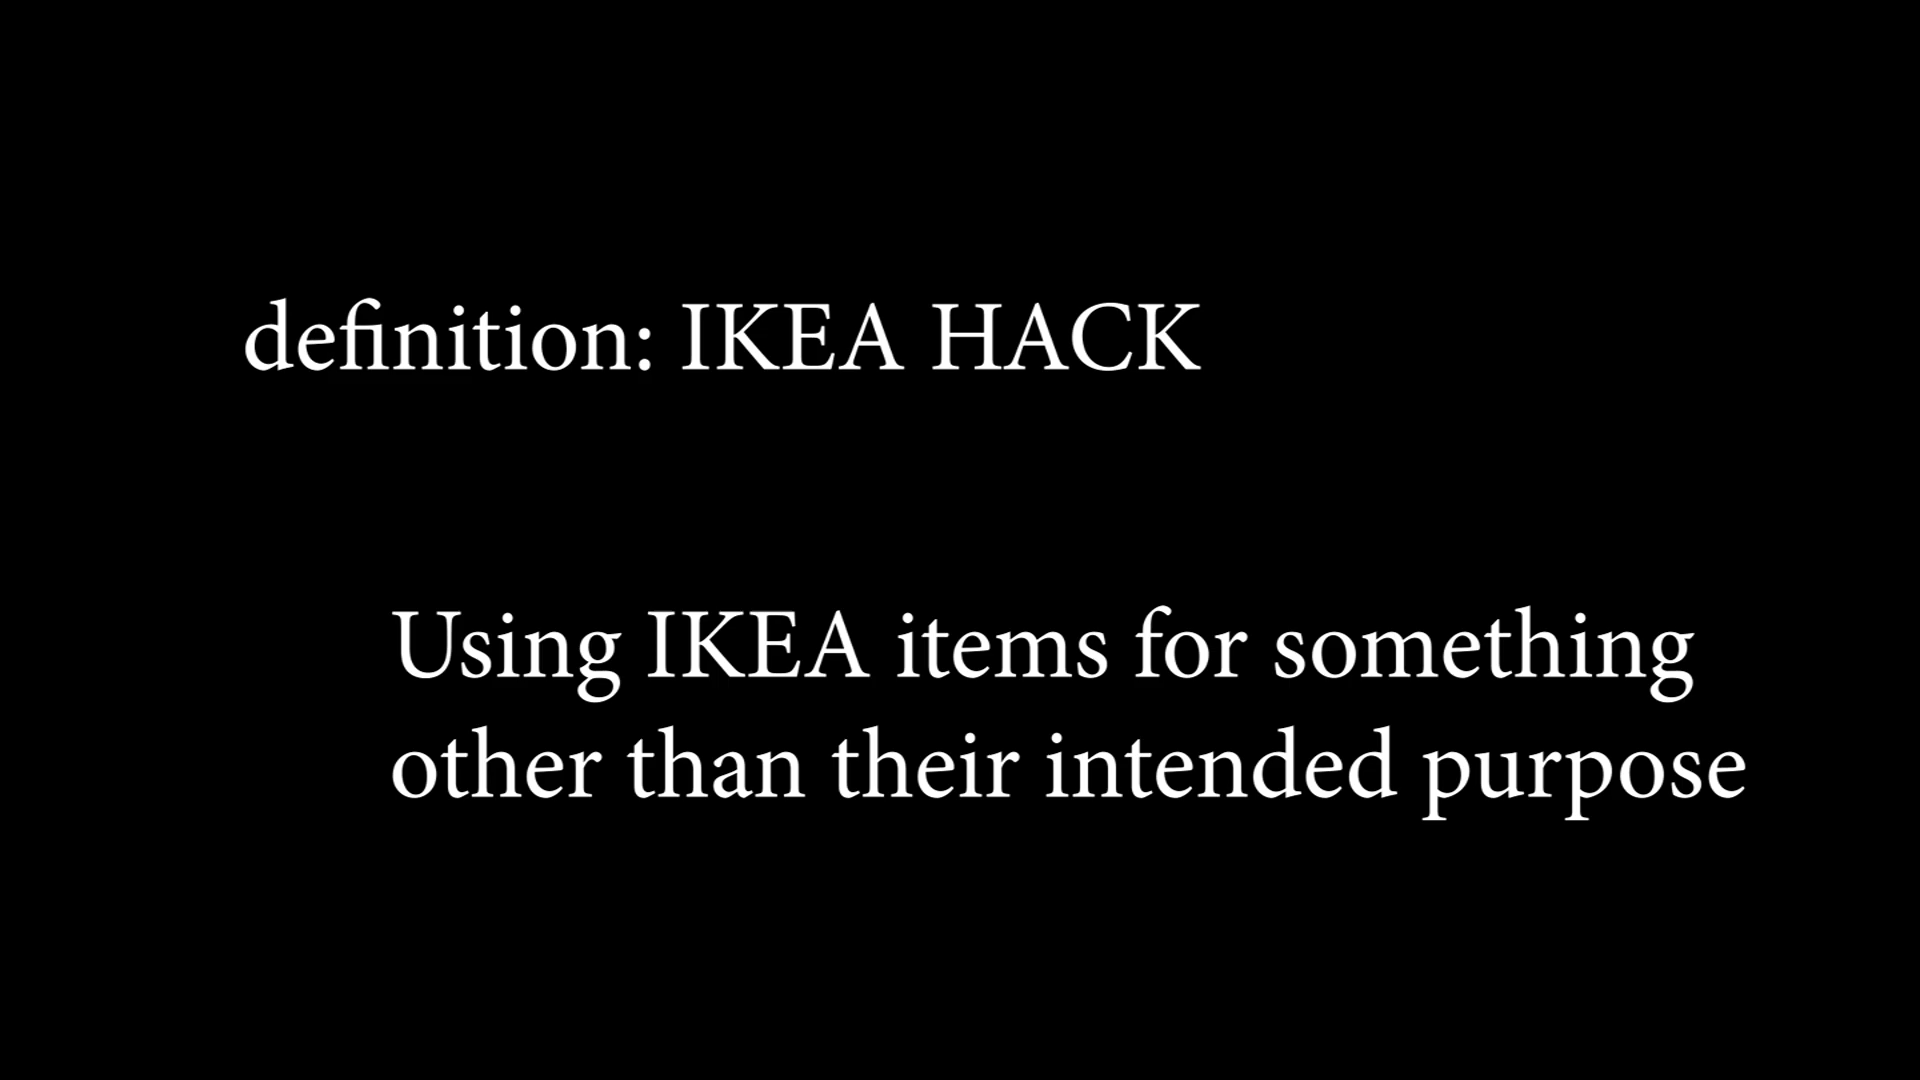 definition: IKEA HACK
Using IKEA items for something
other than their intended purpose